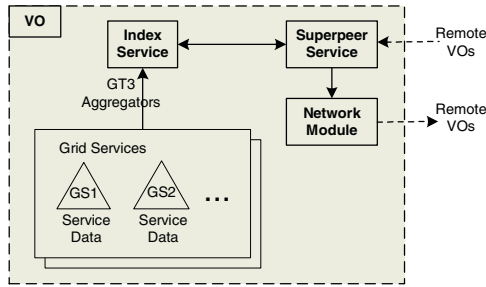 VO
Index
Service
Superpeer
Service
Remote
VOs
GT3
Aggregators
Network
Module
Remote
VOs
Grid Services
GS1
GS2
...
Service
Data
Service
Data